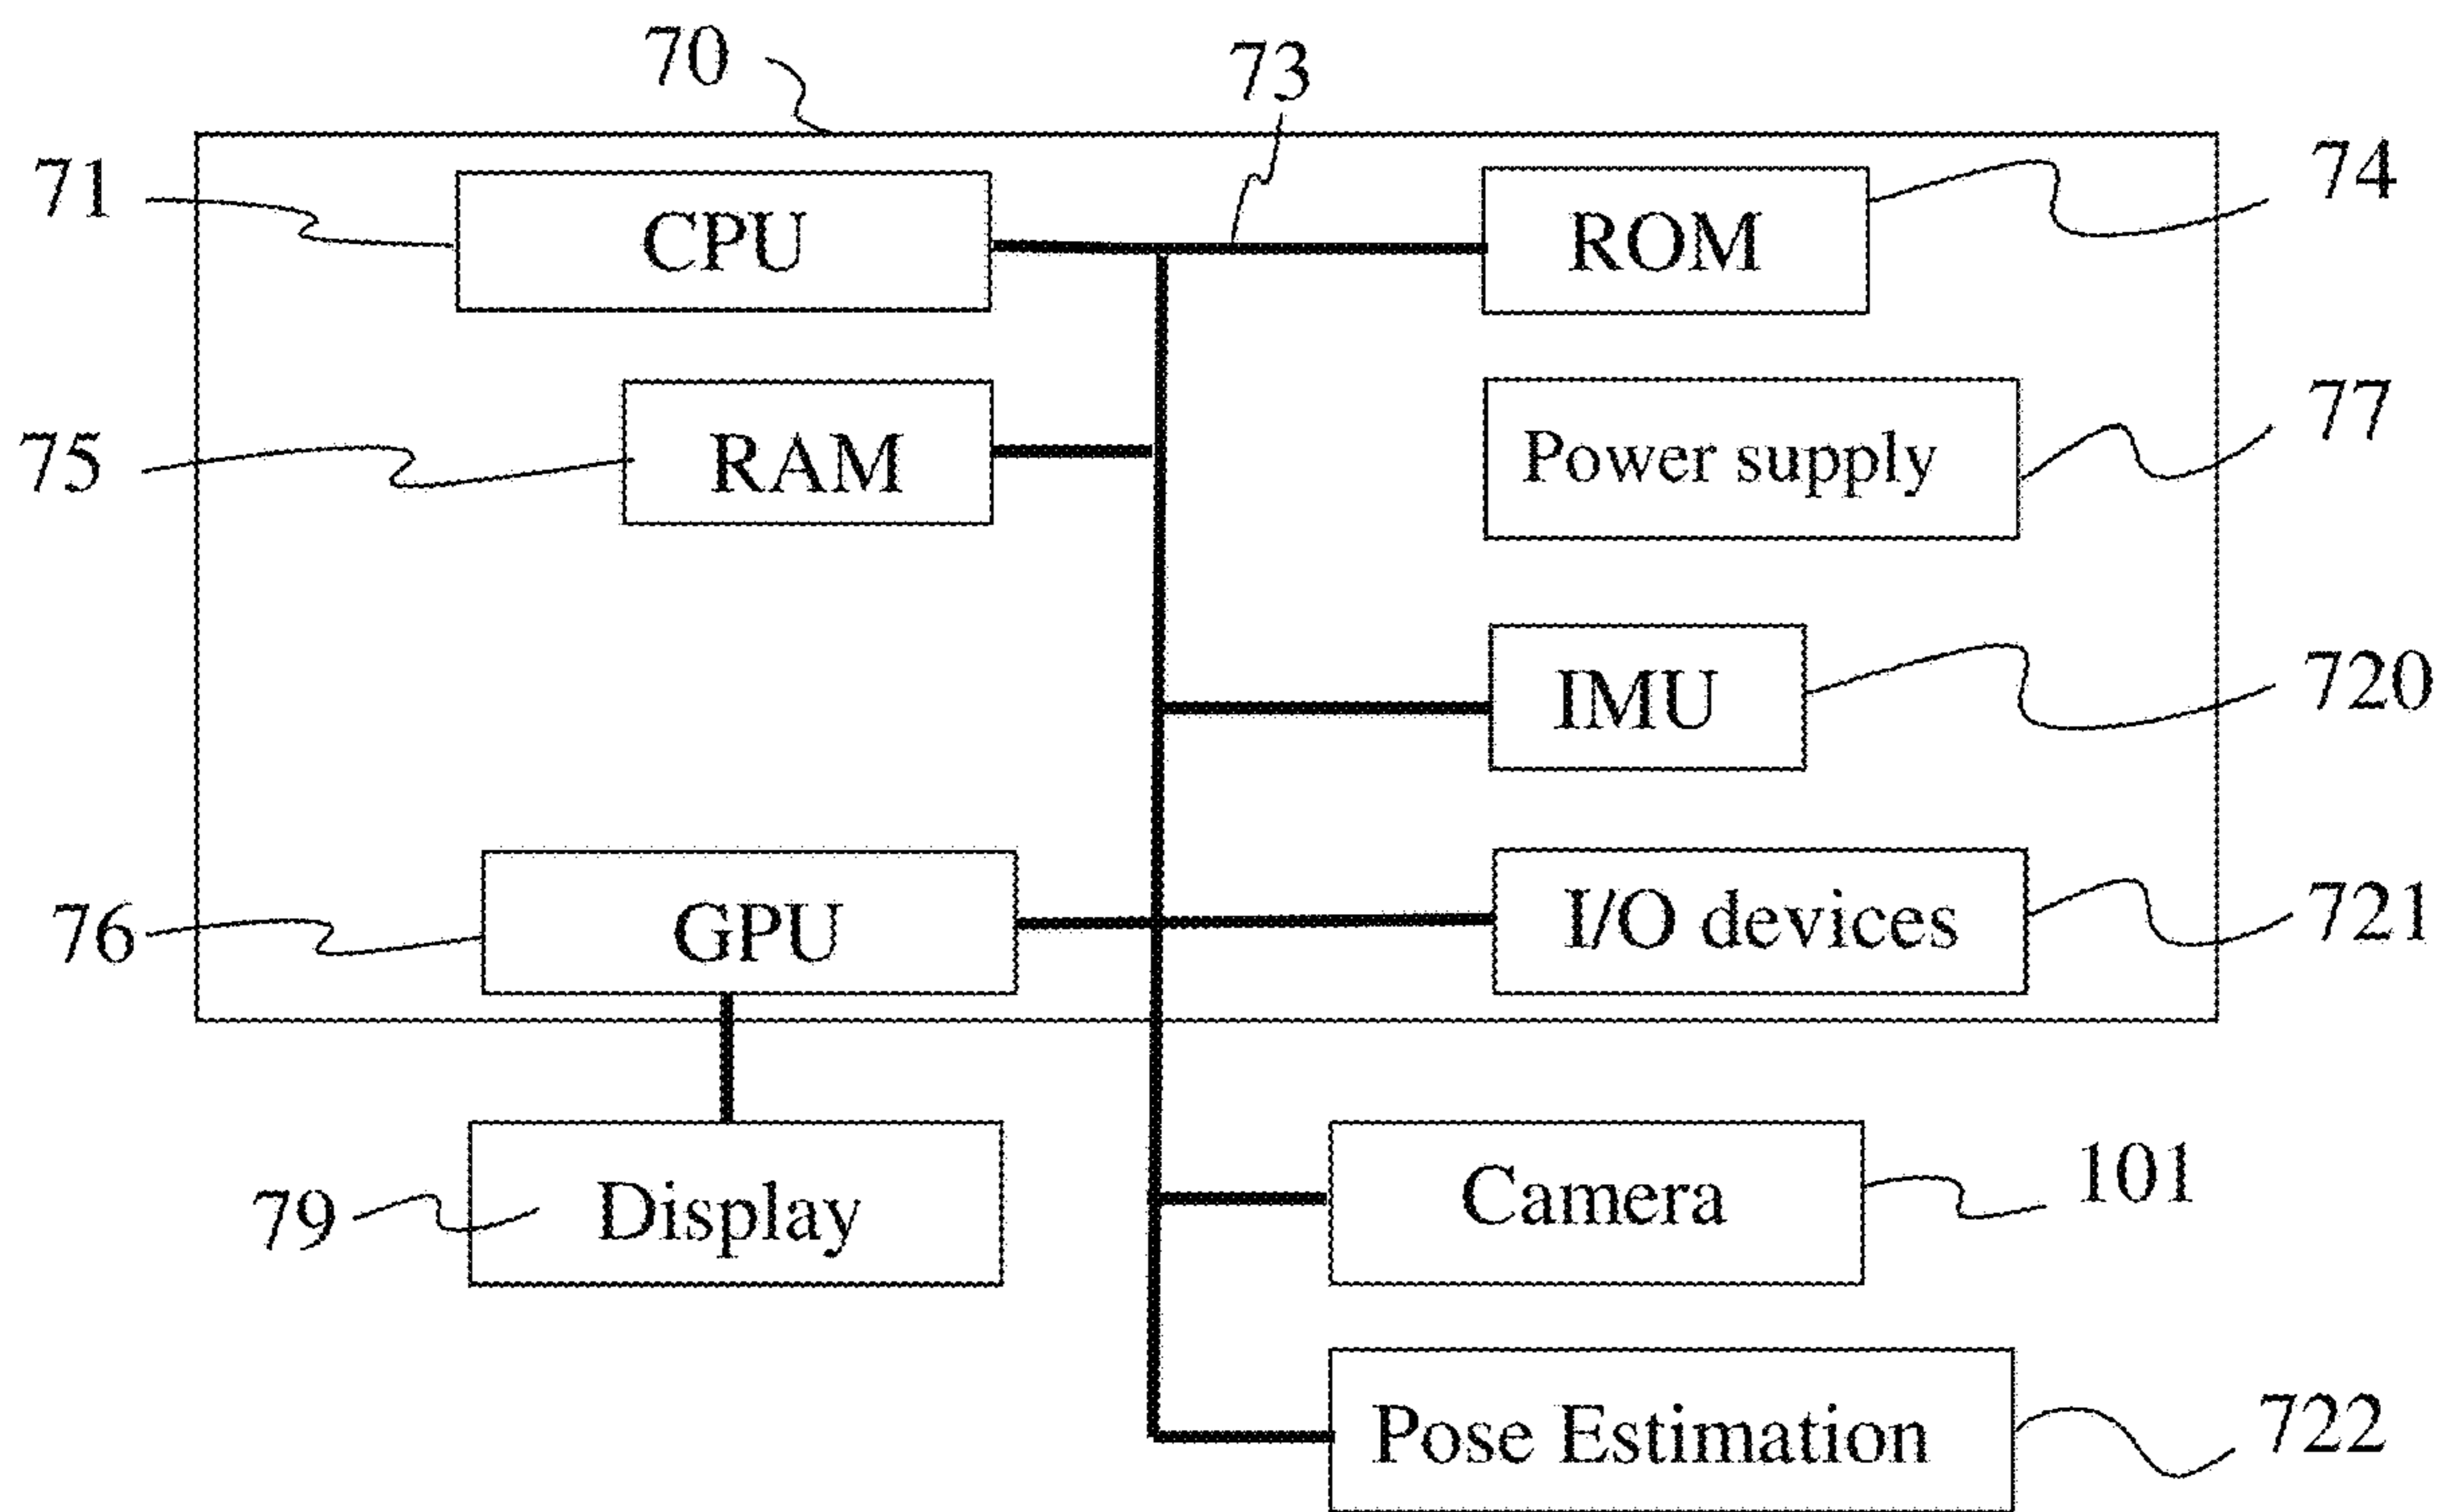 70
73
71
CPU
ROM
74
75
RAM
Power supply
77
IMU
720
76
GPU
I/O devices
721
79
Display
Camera
101
Pose Estimation
722